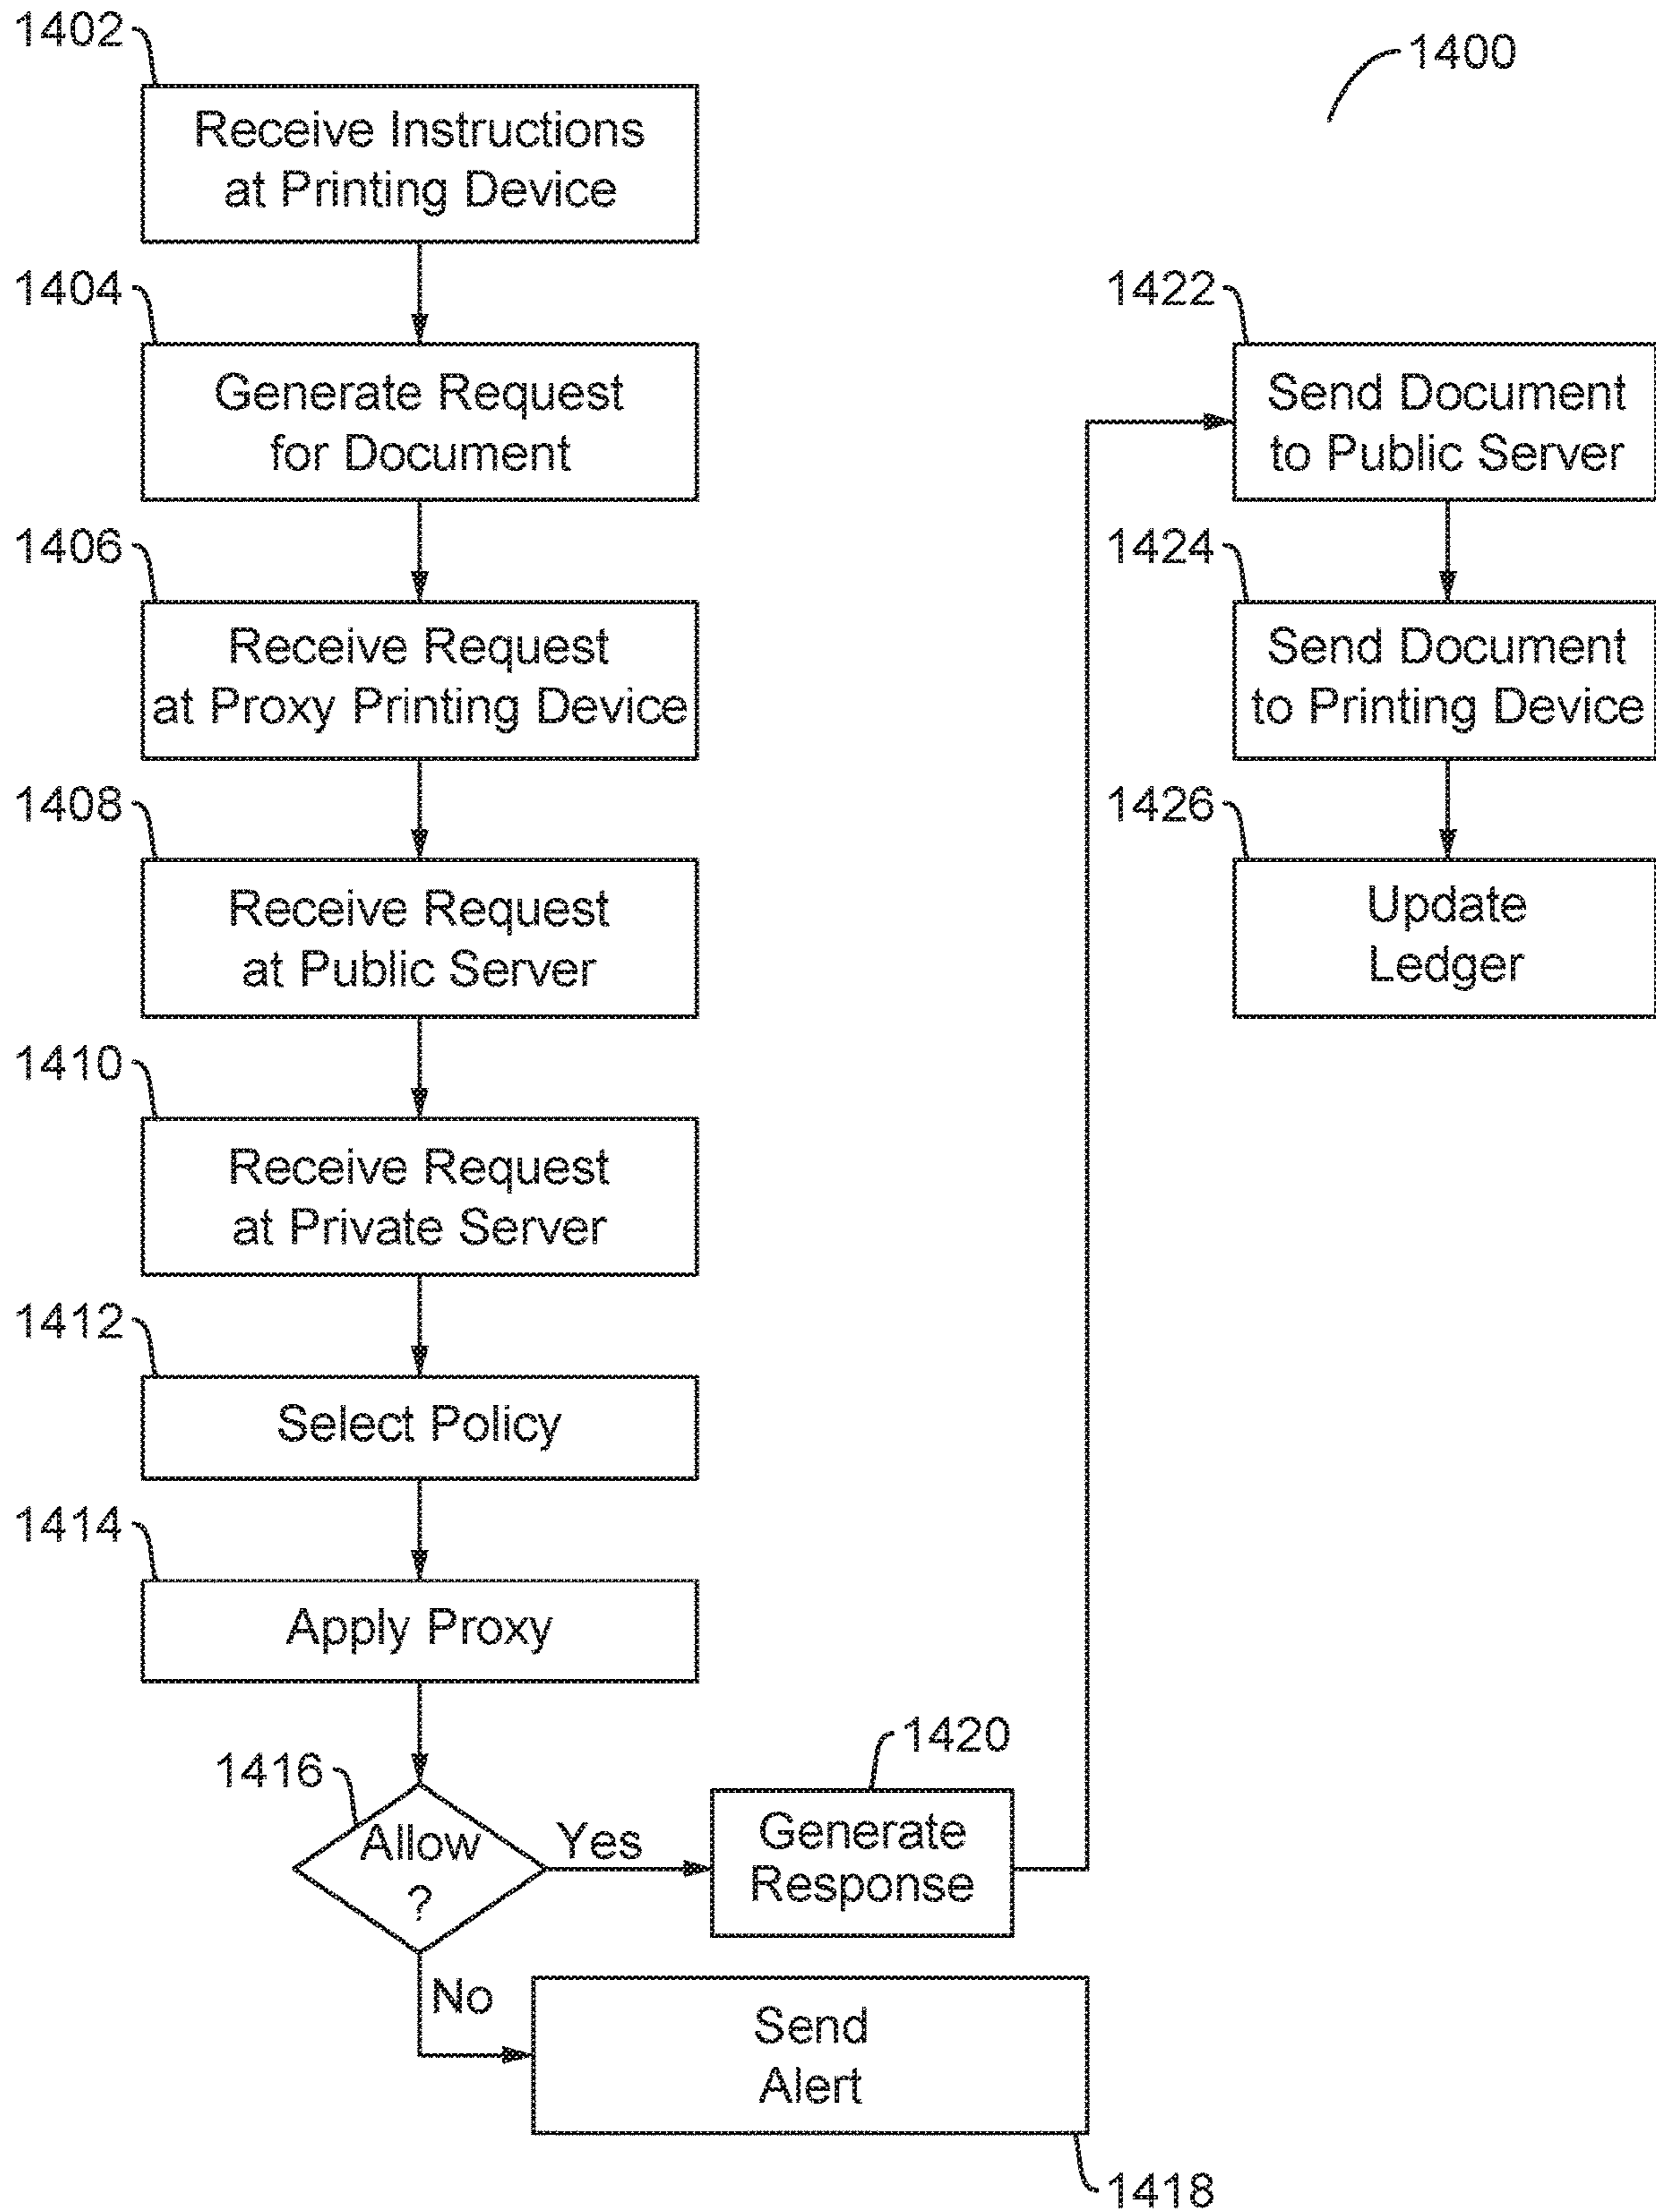 1400
1402
Receive Instructions
at Printing Device
1404
Generate Request
for Document
1406
Receive Request
at Proxy Printing Device
1408
Receive Request
at Public Server
1410
Receive Request
at Private Server
1412
Select Policy
1414
Apply Proxy
1416
Allow
?
Yes
No
1420
Generate
Response
Send
Alert
1418
1422
Send Document
to Public Server
1424
Send Document
to Printing Device
1426
Update
Ledger